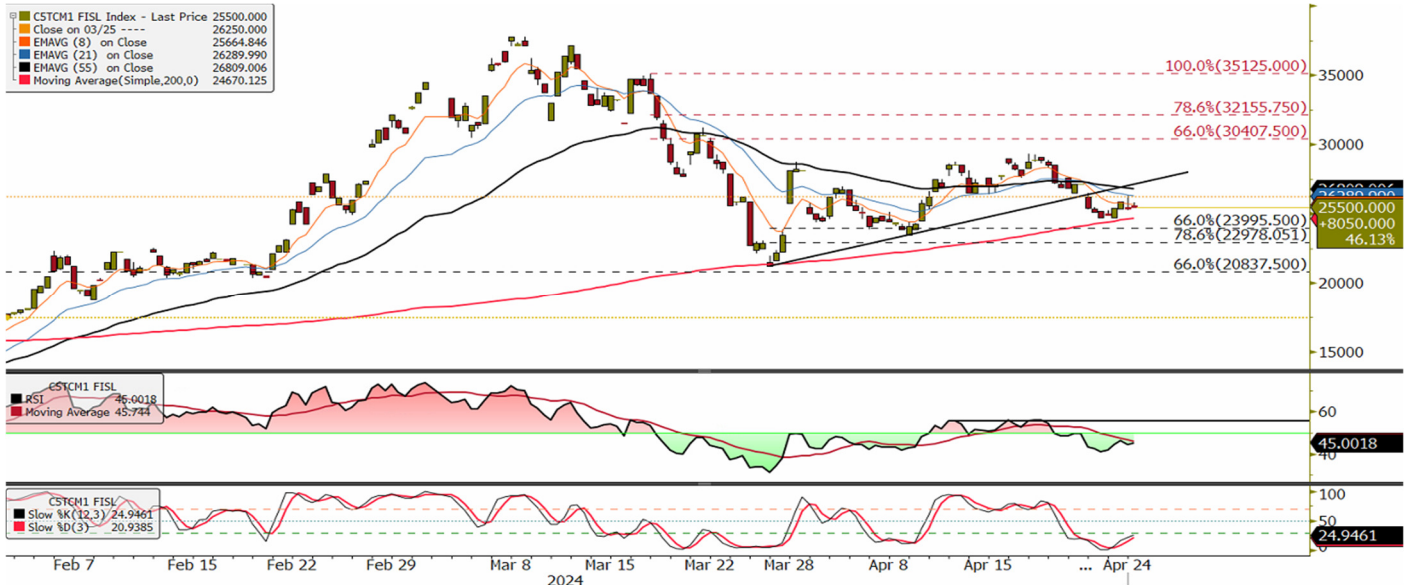 C5TCM1 FISL Index - Last Price 25500.000
Close on 03/25 ---- 26250.000
EMAVG (8) on Close 25664.846
EMAVG (21) on Close 26289.990
EMAVG (55) on Close 26809.006
Moving Average(Simple,200,0) 24670.125
100.0%(35125.000)
78.6%(32155.750)
66.0%(30407.500)
66.0%(23995.500)
78.6%(22978.051)
66.0%(20837.500)
35000
30000
25500.000
+8050.000
46.13%
20000
15000
C5TCM1 FISL
RSI 45.0018
Moving Average 45.744
60
45.0018
40
C5TCM1 FISL
Slow %K(12,3) 24.9461
Slow %D(3) 20.9385
100
50
24.9461
0
Feb 7 Feb 15 Feb 22 Feb 29 Mar 8 Mar 15 Mar 22 Mar 28 Apr 8 Apr 15 ... Apr 24
2024